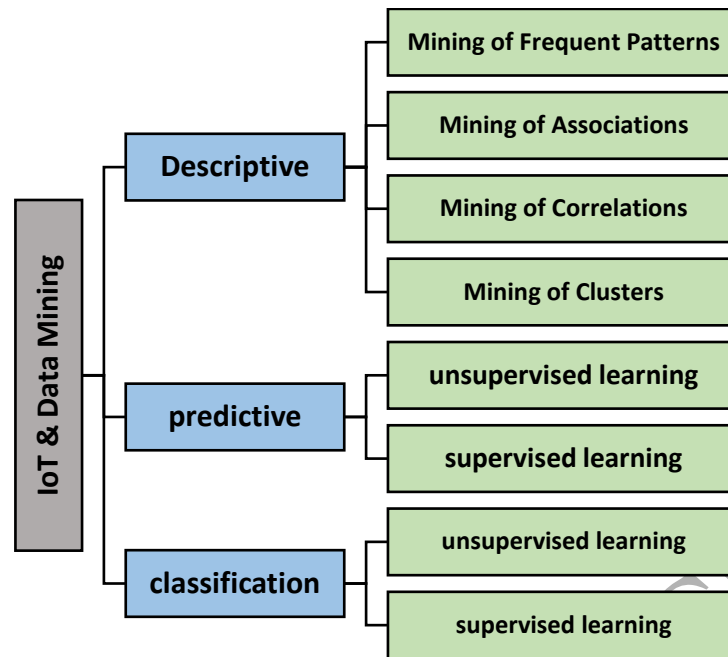 Mining of Frequent Patterns
Mining of Associations
Descriptive
Mining of Correlations
Mining of Clusters
IoT & Data Mining
unsupervised learning
predictive
supervised learning
unsupervised learning
classification
supervised learning